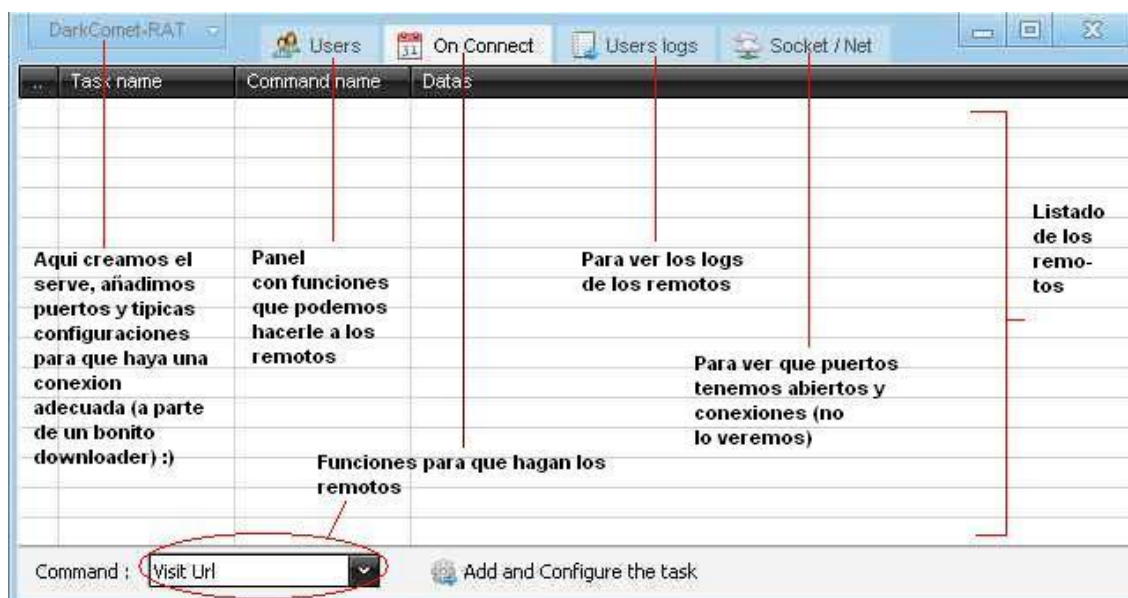 DarkComet-RAT
Users
On Connect
Users logs
Socket / Net
..
Task name
Command name
Datas
Aqui creamos el
serve, añadimos
puertos y tipicas
configuraciones
para que haya una
conexion
adecuada (a parte
de un bonito
downloader) :)
Panel
con funciones
que podemos
hacerle a los
remotos
Para ver los logs
de los remotos
Listado
de los
remo-
tos
Para ver que puertos
tenemos abiertos y
conexiones (no
lo veremos)
Funciones para que hagan los
remotos
Command :
Visit Url
Add and Configure the task